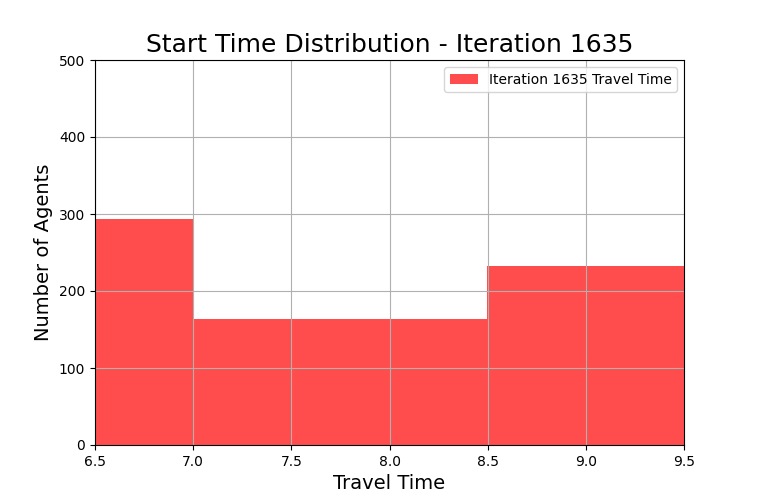 Start Time Distribution - Iteration 1635
Iteration 1635 Travel Time
Number of Agents
500
400
300
200
100
0
6.5 7.0 7.5 8.0 8.5 9.0 9.5
Travel Time